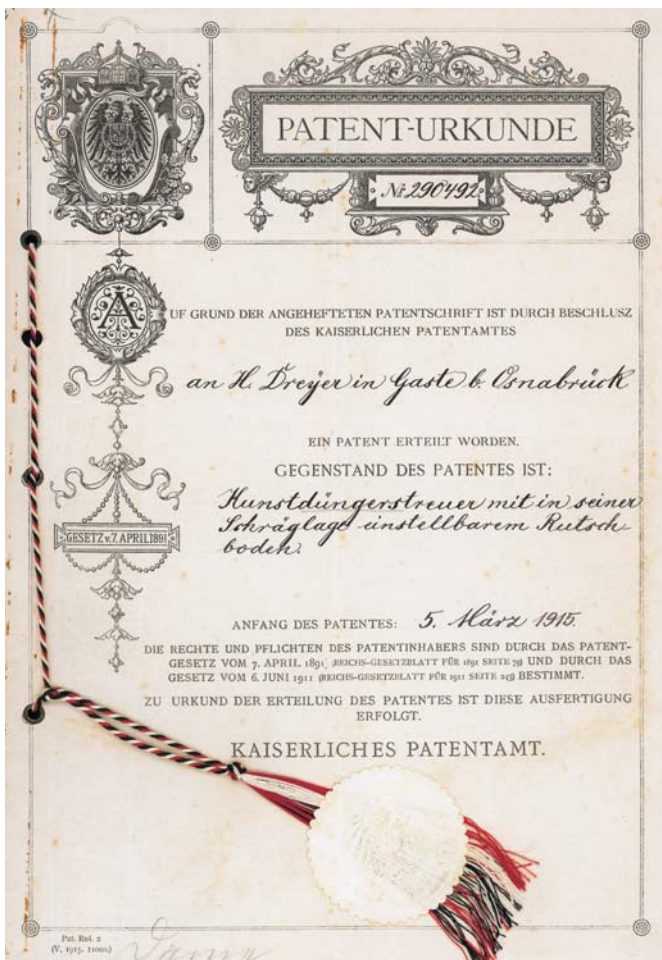 PATENT-URKUNDE
Nr. 290492.
AUF GRUND DER ANGEHEFTETEN PATENTSCHRIFT IST DURCH BESCHLUSZ
DES KAISERLICHEN PATENTAMTES
an H. Dreyer in Gaste b. Osnabrück
EIN PATENT ERTEILT WORDEN.
GEGENSTAND DES PATENTES IST:
Kunstdüngerstreuer mit in seiner
Schräglage einstellbarem Rutsch-
boden.
GESETZ v. 7. APRIL 1891
ANFANG DES PATENTES: 5. März 1915.
DIE RECHTE UND PFLICHTEN DES PATENTINHABERS SIND DURCH DAS PATENT-
GESETZ VOM 7. APRIL 1891 (REICHS-GESETZBLATT FÜR 1891 SEITE 79) UND DURCH DAS
GESETZ VOM 6. JUNI 1911 (REICHS-GESETZBLATT FÜR 1911 SEITE 243) BESTIMMT.
ZU URKUND DER ERTEILUNG DES PATENTES IST DIESE AUSFERTIGUNG
ERFOLGT.
KAISERLICHES PATENTAMT.
Pat. Rol. 2
(V. 1915. 11000.)